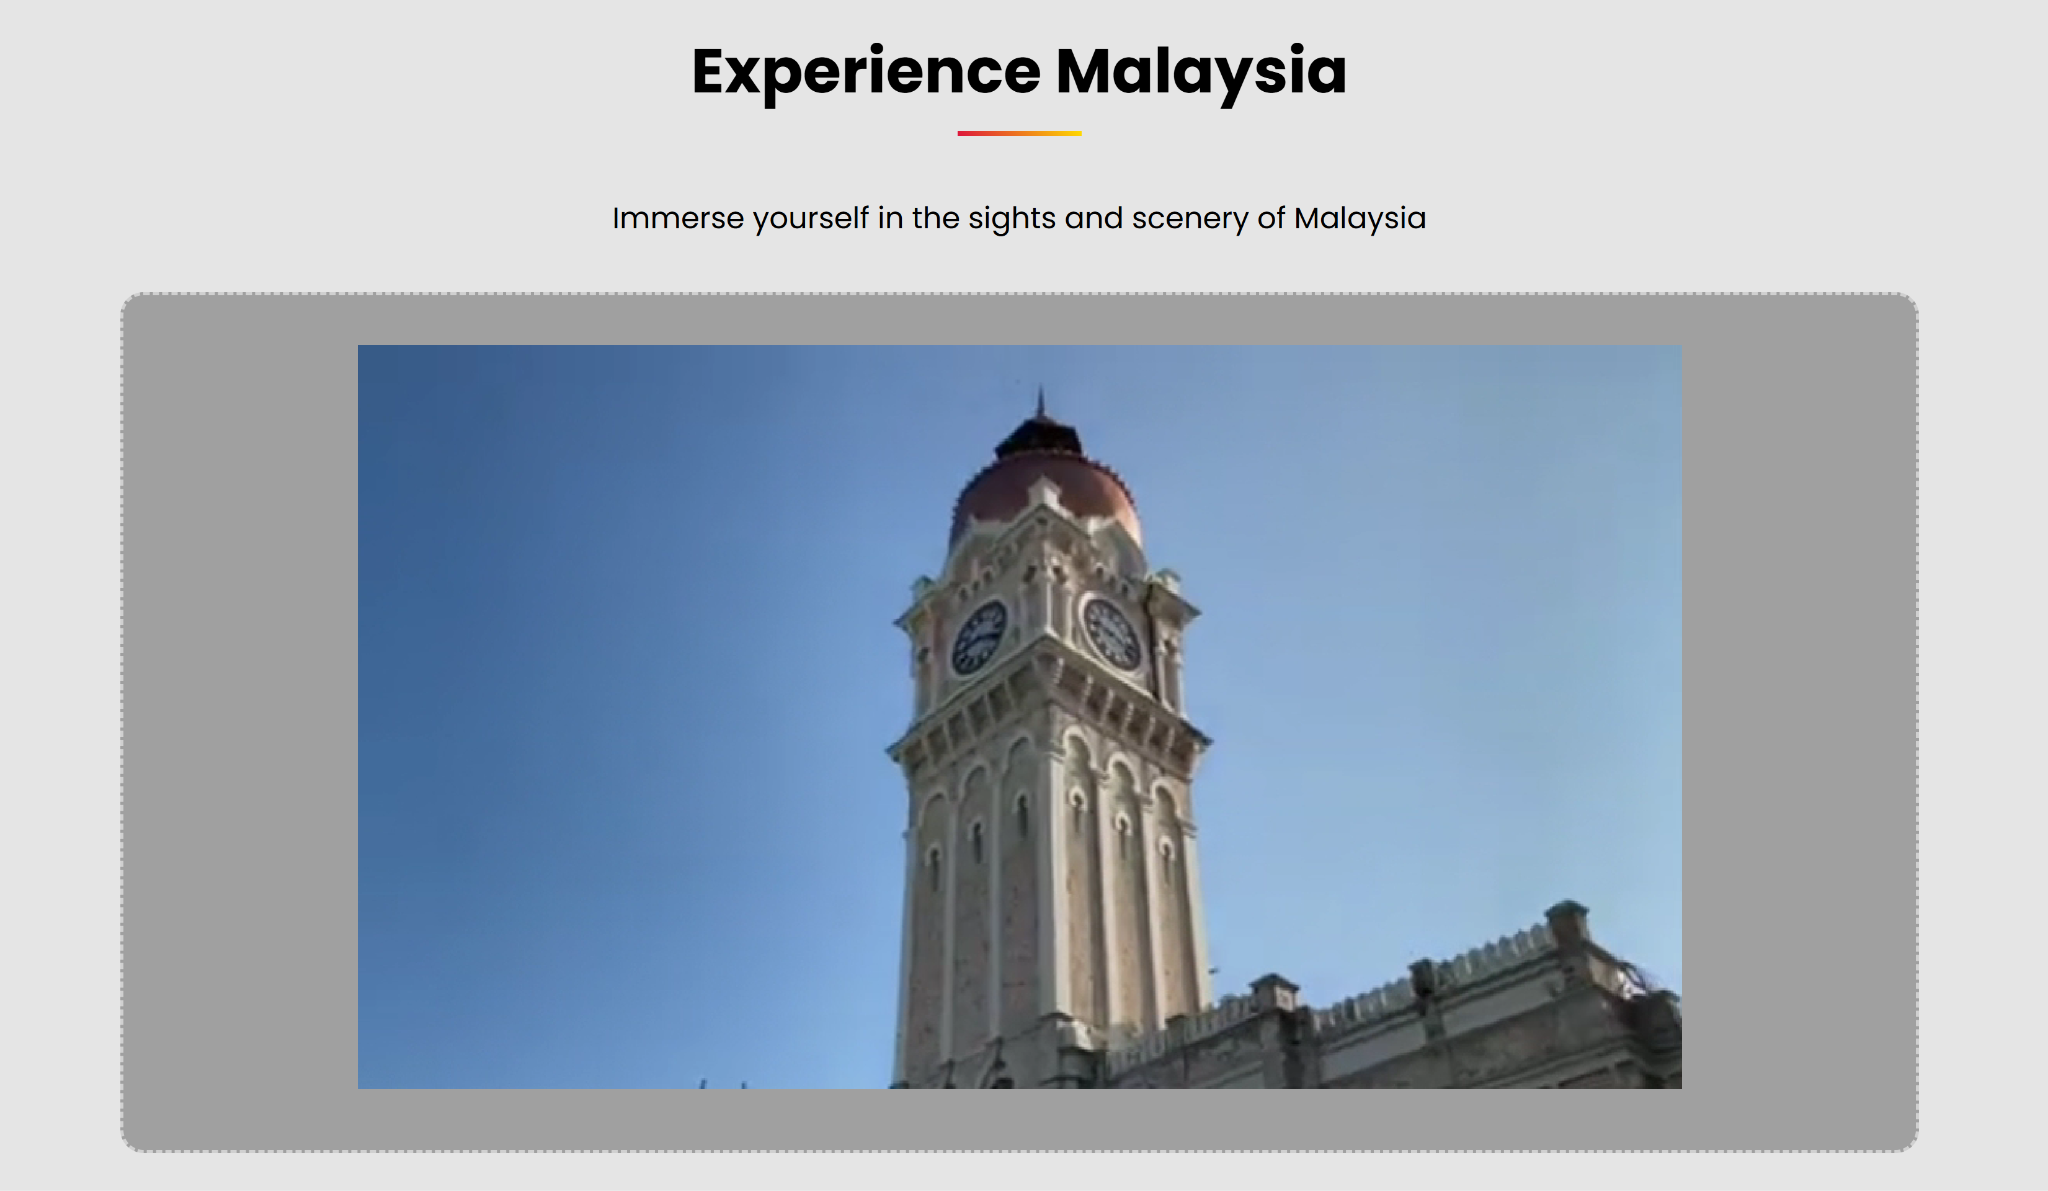 Experience Malaysia
Immerse yourself in the sights and scenery of Malaysia